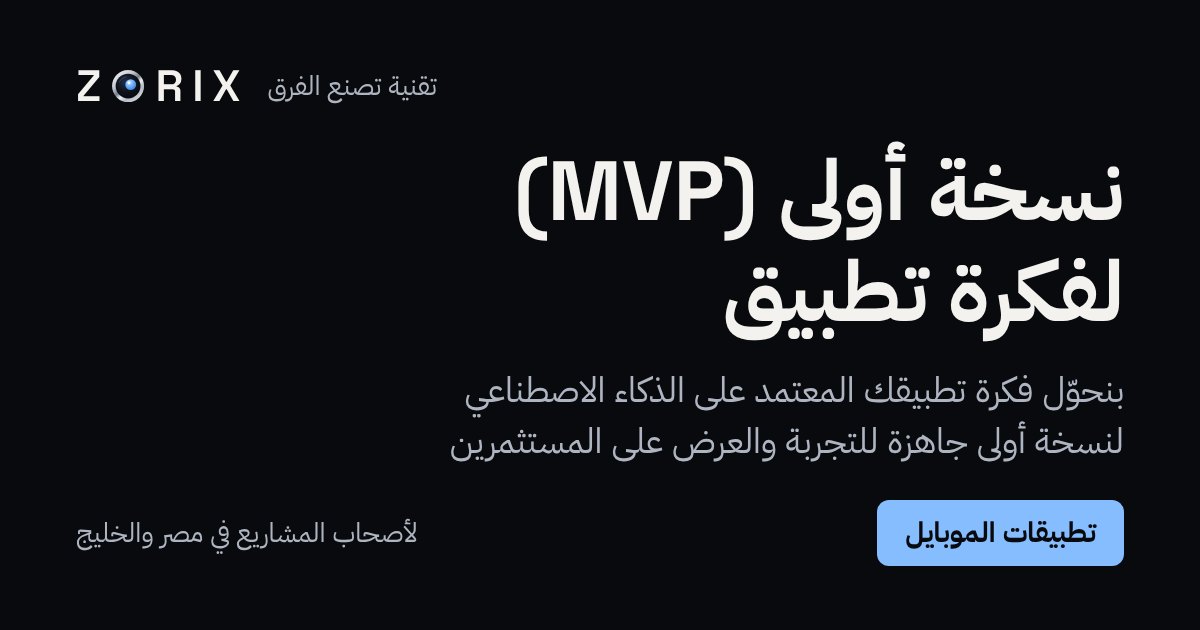 ZORIX تقنية تصنع الفرق
نسخة أولى (MVP)
لفكرة تطبيق
بنحوّل فكرة تطبيقك المعتمد على الذكاء الاصطناعي
لنسخة أولى جاهزة للتجربة والعرض على المستثمرين
تطبيقات الموبايل
لأصحاب المشاريع في مصر والخليج